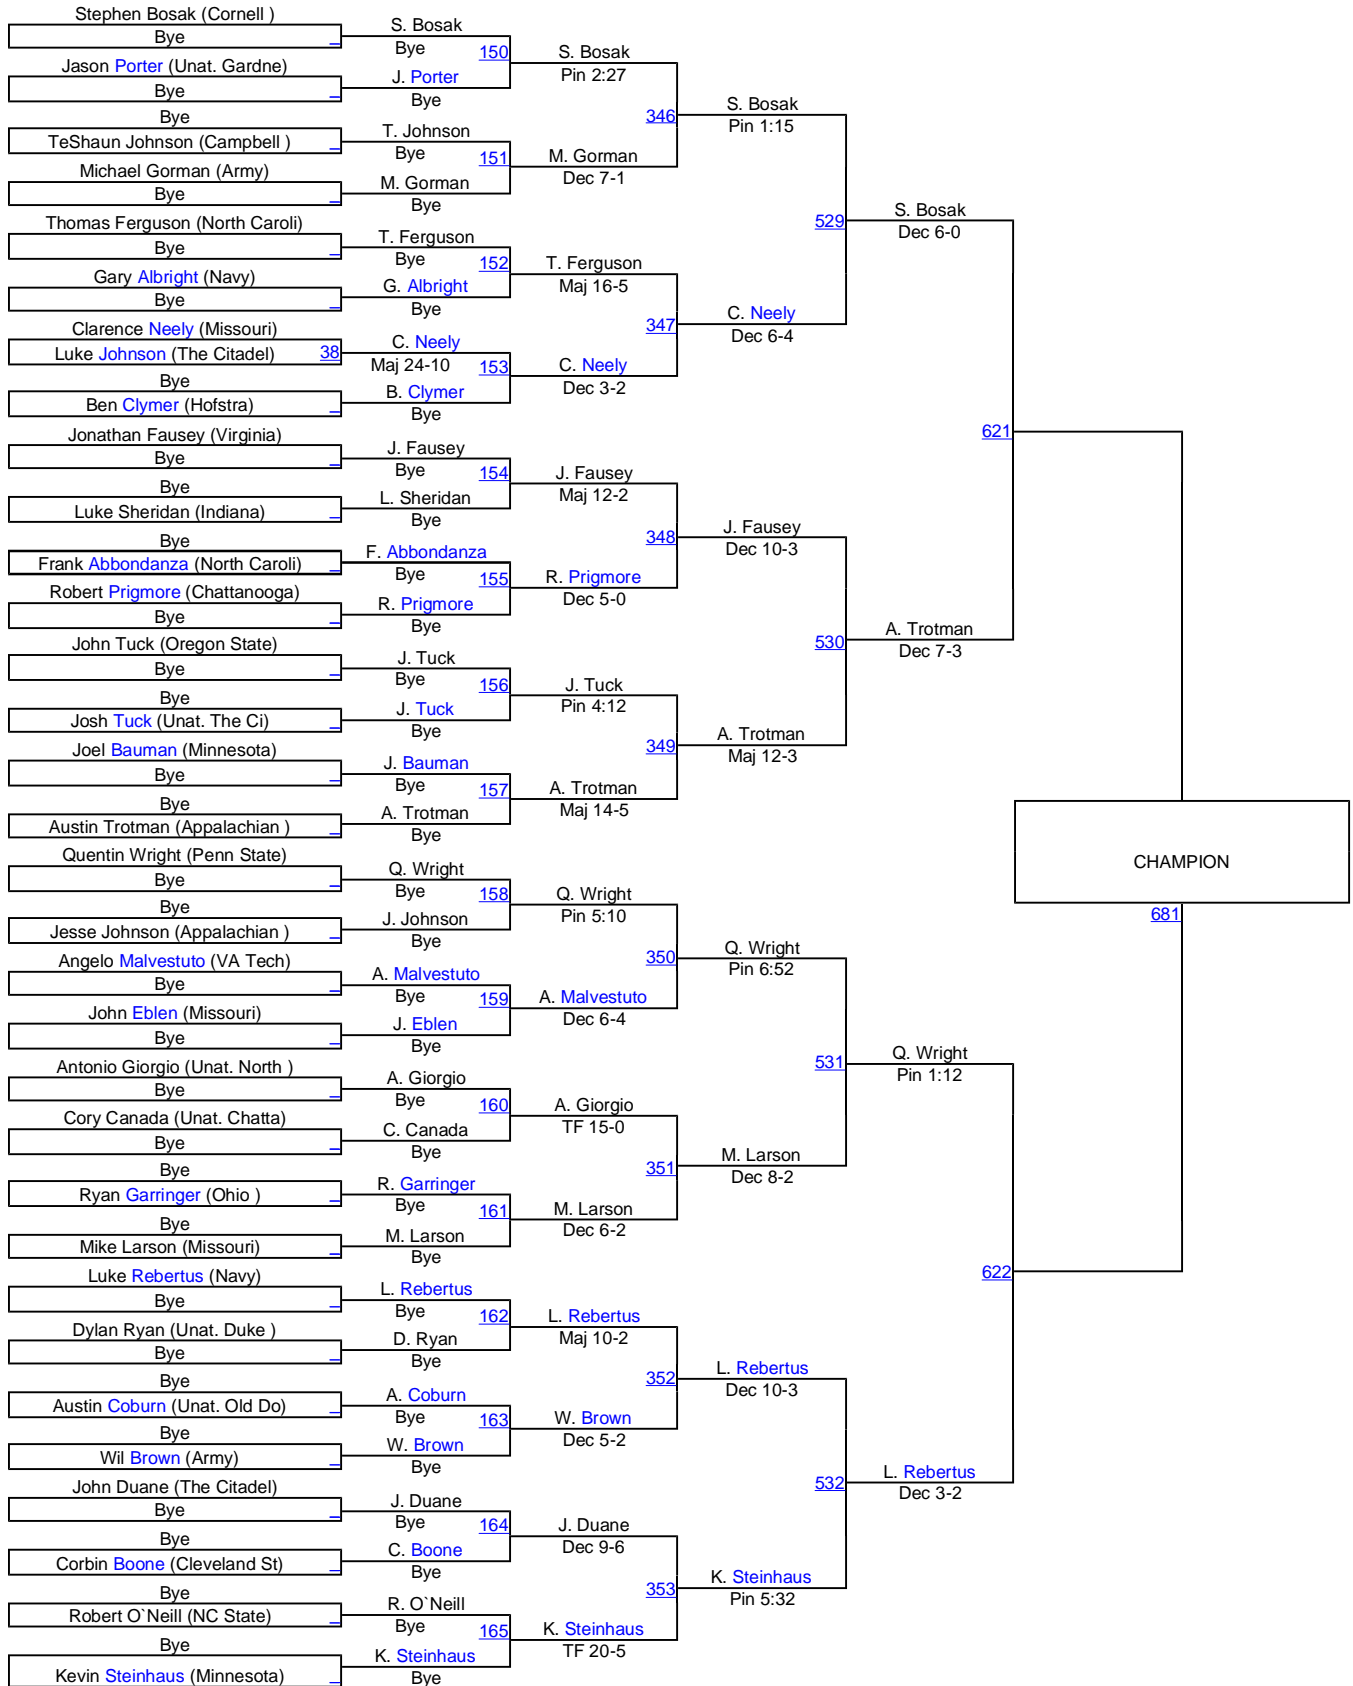 Stephen Bosak (Cornell )
Bye
Jason Porter (Unat. Gardne)
Bye
Bye
TeShaun Johnson (Campbell )
Michael Gorman (Army)
Bye
Thomas Ferguson (North Caroli)
Bye
Gary Albright (Navy)
Bye
Clarence Neely (Missouri)
Luke Johnson (The Citadel) 38
Bye
Ben Clymer (Hofstra)
Jonathan Fausey (Virginia)
Bye
Bye
Luke Sheridan (Indiana)
Bye
Frank Abbondanza (North Caroli)
Robert Prigmore (Chattanooga)
Bye
John Tuck (Oregon State)
Bye
Bye
Josh Tuck (Unat. The Ci)
Joel Bauman (Minnesota)
Bye
Bye
Austin Trotman (Appalachian )
Quentin Wright (Penn State)
Bye
Bye
Jesse Johnson (Appalachian )
Angelo Malvestuto (VA Tech)
Bye
John Eblen (Missouri)
Bye
Antonio Giorgio (Unat. North )
Bye
Cory Canada (Unat. Chatta)
Bye
Bye
Ryan Garringer (Ohio )
Bye
Mike Larson (Missouri)
Luke Rebertus (Navy)
Bye
Dylan Ryan (Unat. Duke )
Bye
Bye
Austin Coburn (Unat. Old Do)
Bye
Wil Brown (Army)
John Duane (The Citadel)
Bye
Bye
Corbin Boone (Cleveland St)
Bye
Robert O`Neill (NC State)
Bye
Kevin Steinhaus (Minnesota)
S. Bosak
Bye 150
J. Porter
Bye
T. Johnson
Bye 151
M. Gorman
Bye
T. Ferguson
Bye 152
G. Albright
Bye
C. Neely
Maj 24-10 153
B. Clymer
Bye
J. Fausey
Bye 154
L. Sheridan
Bye
F. Abbondanza
Bye 155
R. Prigmore
Bye
J. Tuck
Bye 156
J. Tuck
Bye
J. Bauman
Bye 157
A. Trotman
Bye
Q. Wright
Bye 158
J. Johnson
Bye
A. Malvestuto
Bye 159
J. Eblen
Bye
A. Giorgio
Bye 160
C. Canada
Bye
R. Garringer
Bye 161
M. Larson
Bye
L. Rebertus
Bye 162
D. Ryan
Bye
A. Coburn
Bye 163
W. Brown
Bye
J. Duane
Bye 164
C. Boone
Bye
R. O`Neill
Bye 165
K. Steinhaus
Bye
S. Bosak
Pin 2:27
346
M. Gorman
Dec 7-1
T. Ferguson
Maj 16-5
347
C. Neely
Dec 3-2
J. Fausey
Maj 12-2
348
R. Prigmore
Dec 5-0
J. Tuck
Pin 4:12
349
A. Trotman
Maj 14-5
Q. Wright
Pin 5:10
350
A. Malvestuto
Dec 6-4
A. Giorgio
TF 15-0
351
M. Larson
Dec 6-2
L. Rebertus
Maj 10-2
352
W. Brown
Dec 5-2
J. Duane
Dec 9-6
353
K. Steinhaus
TF 20-5
S. Bosak
Pin 1:15
529
C. Neely
Dec 6-4
J. Fausey
Dec 10-3
530
A. Trotman
Maj 12-3
Q. Wright
Pin 6:52
531
M. Larson
Dec 8-2
L. Rebertus
Dec 10-3
532
K. Steinhaus
Pin 5:32
S. Bosak
Dec 6-0
621
A. Trotman
Dec 7-3
Q. Wright
Pin 1:12
622
L. Rebertus
Dec 3-2
CHAMPION
681